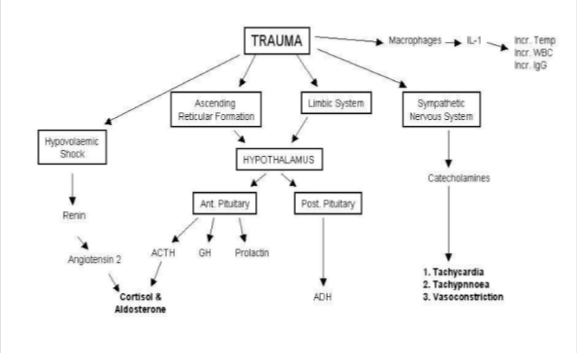 TRAUMA
Macrophages
IL-1
Incr. Temp
Incr. WBC
Incr. IgG
Ascending
Reticular Formation
Limbic System
Sympathetic
Nervous System
Hypovolaemic
Shock
HYPOTHALAMUS
Catecholamines
Ant. Pituitary
Post. Pituitary
Renin
Angiotensin 2
ACTH
GH
Prolactin
Cortisol &
Aldosterone
ADH
1. Tachycardia
2. Tachypnnoea
3. Vasoconstriction